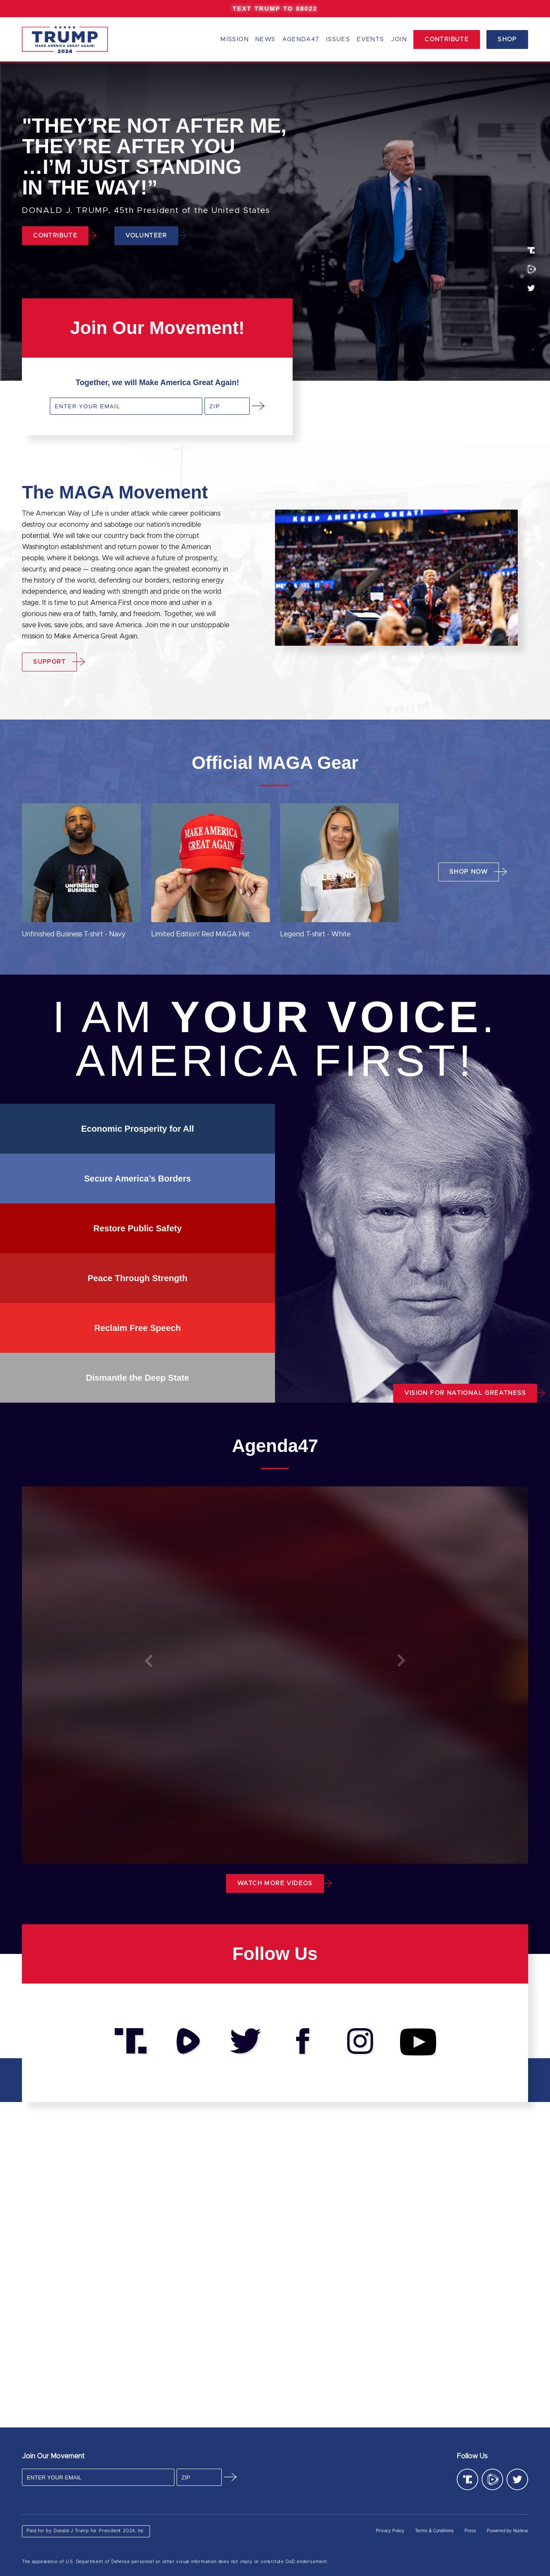 TEXT TRUMP TO 88022
TRUMP
MAKE AMERICA GREAT AGAIN!
2024
MISSION NEWS AGENDA47 ISSUES EVENTS JOIN CONTRIBUTE SHOP
"THEY’RE NOT AFTER ME,
THEY’RE AFTER YOU
…I’M JUST STANDING
IN THE WAY!”
DONALD J. TRUMP, 45th President of the United States
CONTRIBUTE VOLUNTEER
Join Our Movement!
Together, we will Make America Great Again!
ENTER YOUR EMAIL ZIP
The MAGA Movement
The American Way of Life is under attack while career politicians
destroy our economy and sabotage our nation's incredible
potential. We will take our country back from the corrupt
Washington establishment and return power to the American
people, where it belongs. We will achieve a future of prosperity,
security, and peace — creating once again the greatest economy in
the history of the world, defending our borders, restoring energy
independence, and leading with strength and pride on the world
stage. It is time to put America First once more and usher in a
glorious new era of faith, family, and freedom. Together, we will
save lives, save jobs, and save America. Join me in our unstoppable
mission to Make America Great Again.
KEEP AMERICA GREAT!
SUPPORT
TRUMP
Official MAGA Gear
UNFINISHED
BUSINESS.
MAKE AMERICA
GREAT AGAIN
SHOP NOW
Unfinished Business T-shirt - Navy
Limited Edition! Red MAGA Hat
Legend T-shirt - White
I AM YOUR VOICE.
AMERICA FIRST!
Economic Prosperity for All
Secure America’s Borders
Restore Public Safety
Peace Through Strength
Reclaim Free Speech
Dismantle the Deep State
VISION FOR NATIONAL GREATNESS
Agenda47
WATCH MORE VIDEOS
Follow Us
Join Our Movement
ENTER YOUR EMAIL ZIP
Follow Us
Paid for by Donald J Trump for President 2024, Inc.
Privacy Policy Terms & Conditions Press Powered by Nucleus
The appearance of U.S. Department of Defense personnel or other visual information does not imply or constitute DoD endorsement.